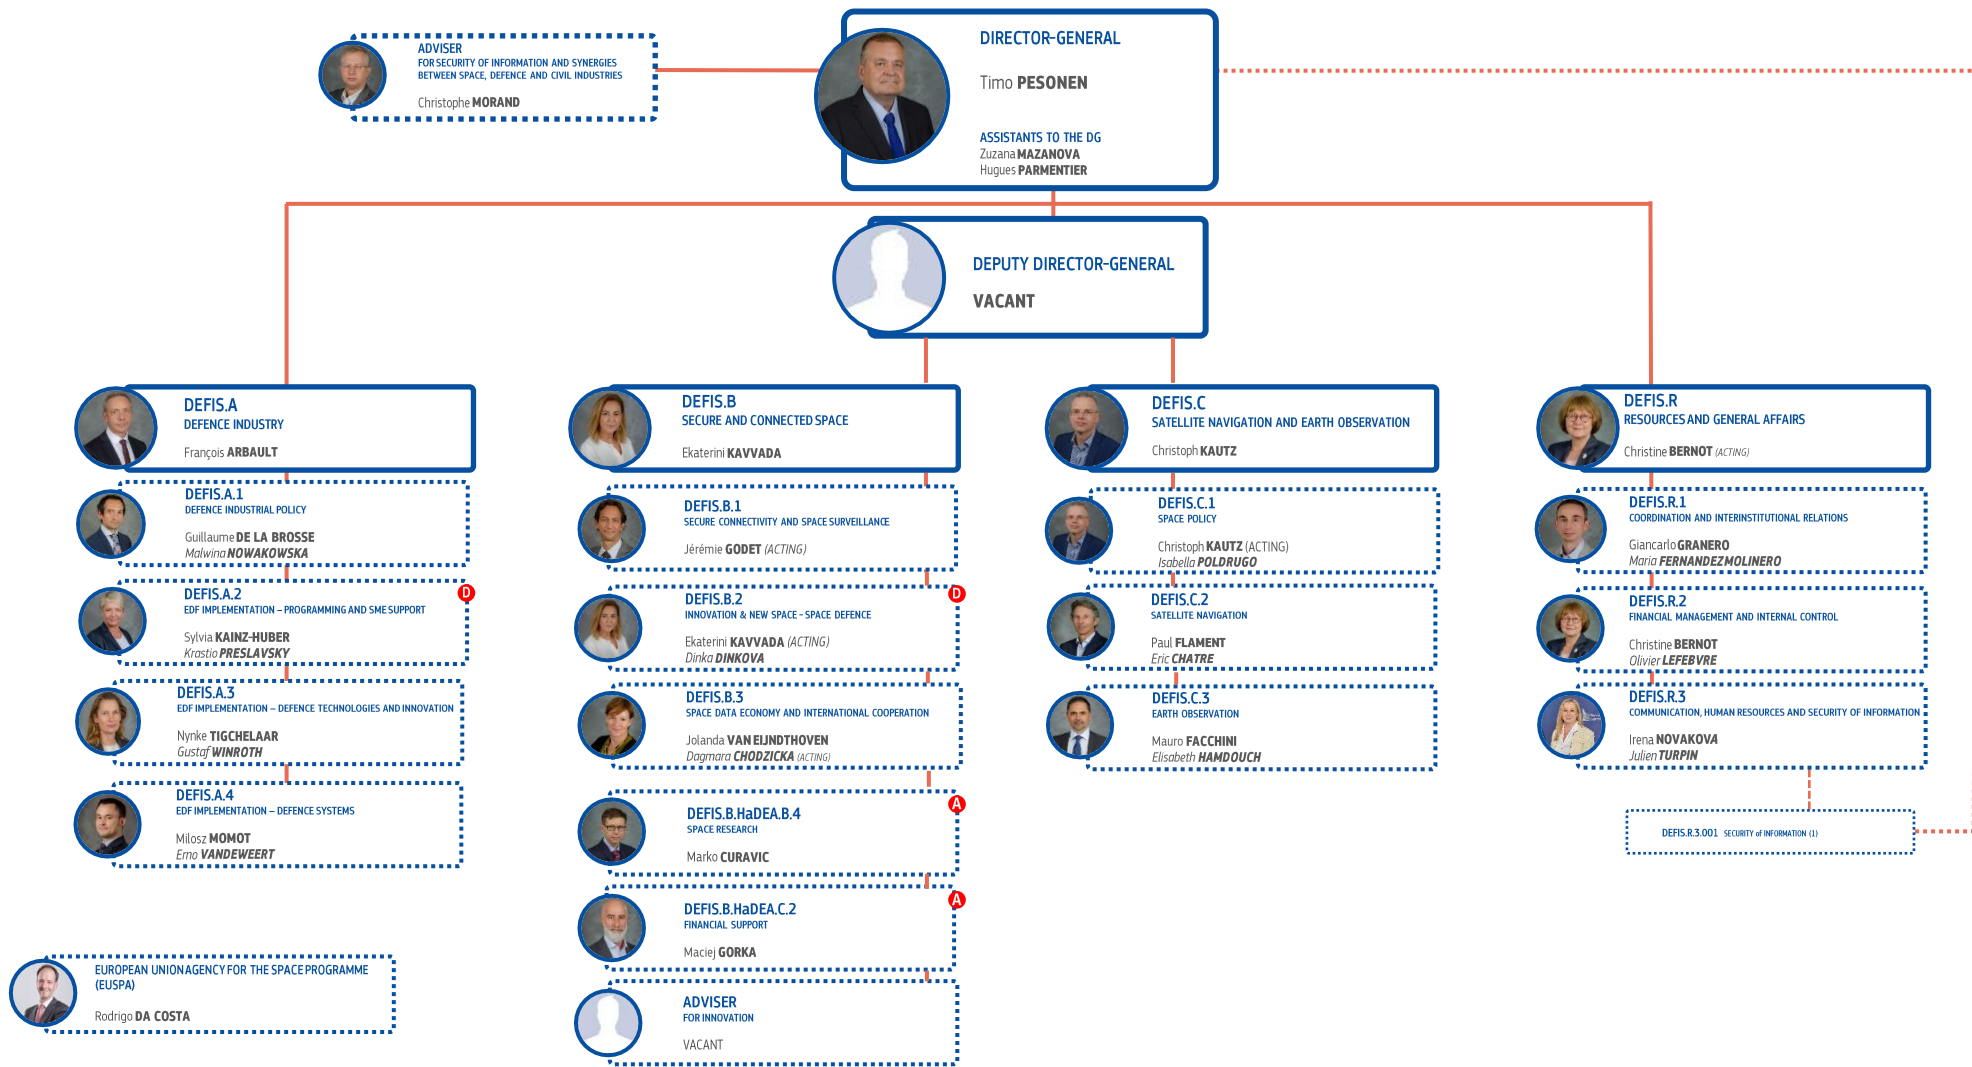 ADVISER
FOR SECURITY OF INFORMATION AND SYNERGIES
BETWEEN SPACE, DEFENCE AND CIVIL INDUSTRIES
Christophe MORAND
DIRECTOR-GENERAL
Timo PESONEN
ASSISTANTS TO THE DG
Zuzana MAZANOVA
Hugues PARMENTIER
DEPUTY DIRECTOR-GENERAL
VACANT
DEFIS.A
DEFENCE INDUSTRY
François ARBAULT
DEFIS.A.1
DEFENCE INDUSTRIAL POLICY
Guillaume DE LA BROSSE
Malwina NOWAKOWSKA
DEFIS.A.2
D
EDF IMPLEMENTATION – PROGRAMMING AND SME SUPPORT
Sylvia KAINZ-HUBER
Krastio PRESLAVSKY
DEFIS.A.3
EDF IMPLEMENTATION – DEFENCE TECHNOLOGIES AND INNOVATION
Nynke TIGCHELAAR
Gustaf WINROTH
DEFIS.A.4
EDF IMPLEMENTATION – DEFENCE SYSTEMS
Milosz MOMOT
Erno VANDEWEERT
EUROPEAN UNION AGENCY FOR THE SPACE PROGRAMME
(EUSPA)
Rodrigo DA COSTA
DEFIS.B
SECURE AND CONNECTED SPACE
Ekaterini KAVVADA
DEFIS.B.1
SECURE CONNECTIVITY AND SPACE SURVEILLANCE
Jérémie GODET (ACTING)
DEFIS.B.2
D
INNOVATION & NEW SPACE - SPACE DEFENCE
Ekaterini KAVVADA (ACTING)
Dinka DINKOVA
DEFIS.B.3
SPACE DATA ECONOMY AND INTERNATIONAL COOPERATION
Jolanda VAN EIJNDTHOVEN
Dagmara CHODZICKA (ACTING)
A
DEFIS.B.HaDEA.B.4
SPACE RESEARCH
Marko CURAVIC
A
DEFIS.B.HaDEA.C.2
FINANCIAL SUPPORT
Maciej GORKA
ADVISER
FOR INNOVATION
VACANT
DEFIS.C
SATELLITE NAVIGATION AND EARTH OBSERVATION
Christoph KAUTZ
DEFIS.C.1
SPACE POLICY
Christoph KAUTZ (ACTING)
Isabella POLDRUGO
DEFIS.C.2
SATELLITE NAVIGATION
Paul FLAMENT
Eric CHATRE
DEFIS.C.3
EARTH OBSERVATION
Mauro FACCHINI
Elisabeth HAMDOUCH
DEFIS.R
RESOURCES AND GENERAL AFFAIRS
Christine BERNOT (ACTING)
DEFIS.R.1
COORDINATION AND INTERINSTITUTIONAL RELATIONS
Giancarlo GRANERO
Maria FERNANDEZ MOLINERO
DEFIS.R.2
FINANCIAL MANAGEMENT AND INTERNAL CONTROL
Christine BERNOT
Olivier LEFEBVRE
DEFIS.R.3
COMMUNICATION, HUMAN RESOURCES AND SECURITY OF INFORMATION
Irena NOVAKOVA
Julien TURPIN
DEFIS.R.3.001 SECURITY of INFORMATION (1)